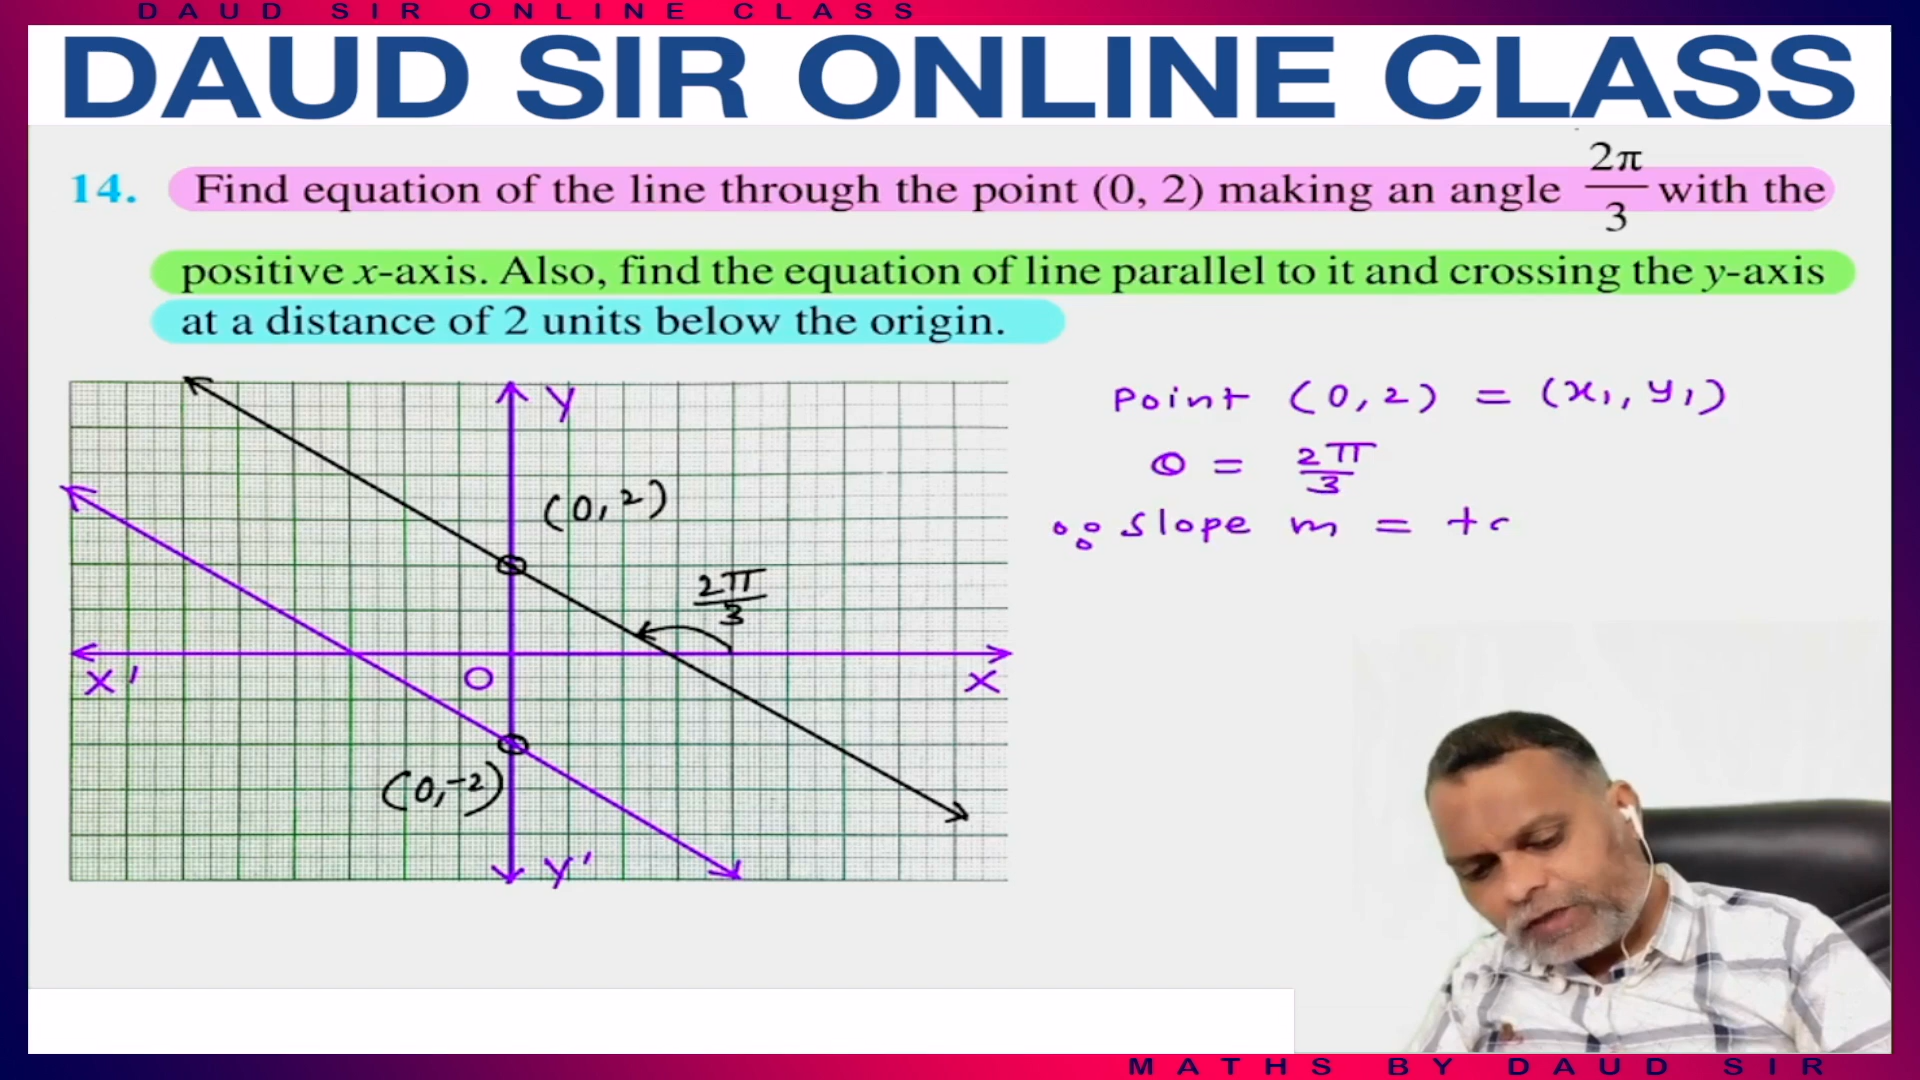 DAUD SIR ONLINE CLASS
DAUD SIR ONLINE CLASS
14. Find equation of the line through the point (0, 2) making an angle 2π/3 with the
positive x-axis. Also, find the equation of line parallel to it and crossing the y-axis
at a distance of 2 units below the origin.
Y
(0, 2)
2π/3
X'
O
X
(0, -2)
Y'
Point (0, 2) = (x₁, y₁)
θ = 2π/3
∴ Slope m =
MATHS BY DAUD SIR